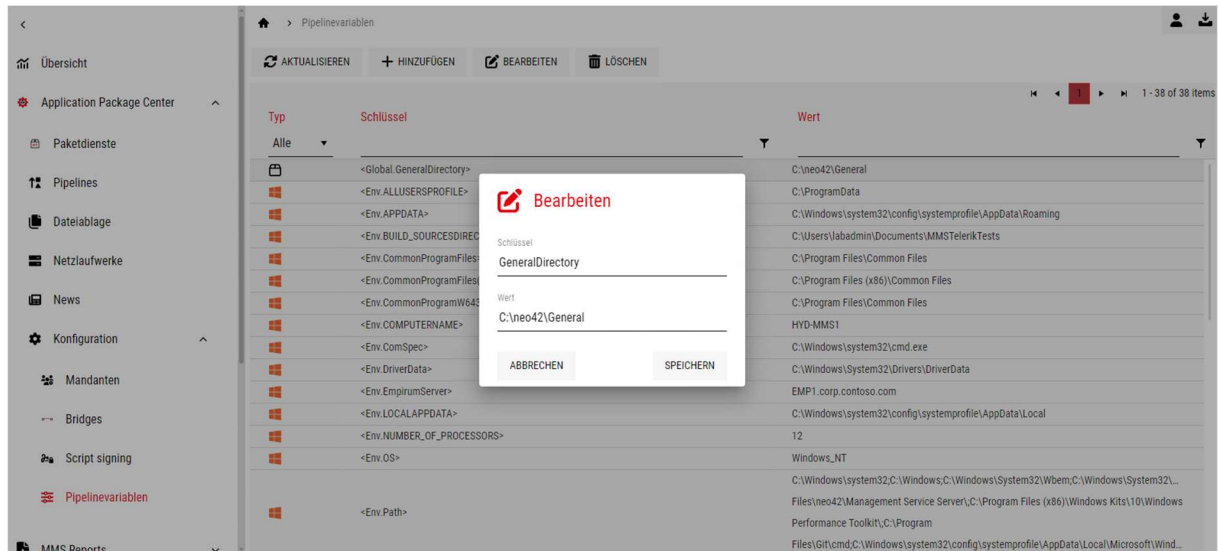 Pipelinevariablen
Übersicht
Application Package Center
Paketdienste
Pipelines
Dateiablage
Netzlaufwerke
News
Konfiguration
Mandanten
Bridges
Script signing
Pipelinevariablen
MMS Reports
AKTUALISIEREN HINZUFÜGEN BEARBEITEN LÖSCHEN
1 1 - 38 of 38 items
Typ Schlüssel Wert
Alle
<Global.GeneralDirectory> C:\neo42\General
<Env.ALLUSERSPROFILE> C:\ProgramData
<Env.APPDATA> C:\Windows\system32\config\systemprofile\AppData\Roaming
<Env.BUILD_SOURCESDIREC C:\Users\labadmin\Documents\MMSTelerikTests
<Env.CommonProgramFiles> C:\Program Files\Common Files
<Env.CommonProgramFiles( C:\Program Files (x86)\Common Files
<Env.CommonProgramW643 C:\Program Files\Common Files
<Env.COMPUTERNAME> HYD-MMS1
<Env.ComSpec> C:\Windows\system32\cmd.exe
<Env.DriverData> C:\Windows\System32\Drivers\DriverData
<Env.EmpirumServer> EMP1.corp.contoso.com
<Env.LOCALAPPDATA> C:\Windows\system32\config\systemprofile\AppData\Local
<Env.NUMBER_OF_PROCESSORS> 12
<Env.OS> Windows_NT
<Env.Path>
C:\Windows\system32;C:\Windows;C:\Windows\System32\Wbem;C:\Windows\System32\...
Files\neo42\Management Service Server\;C:\Program Files (x86)\Windows Kits\10\Windows
Performance Toolkit\;C:\Program
Files\Git\cmd;C:\Windows\system32\config\systemprofile\AppData\Local\Microsoft\Wind...
Bearbeiten
Schlüssel
GeneralDirectory
Wert
C:\neo42\General
ABBRECHEN SPEICHERN